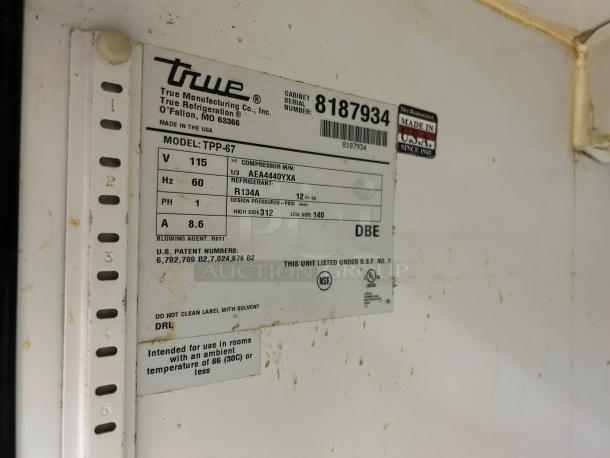 true®
True Manufacturing Co., Inc.
True Refrigeration®
O'Fallon, MO 63366
MADE IN THE USA
CABINET SERIAL NUMBER: 8187934
8187934
MADE IN
U.S.A.
SINCE 1945
MODEL: TPP-67
V 115
Hz 60
PH 1
A 8.6
HP COMPRESSOR M/N:
1/3 AEA4440YXA
REFRIGERANT:
R134A 12
DESIGN PRESSURES-PSIG
HIGH SIDE 312 LOW SIDE 140
DBE
BLOWING AGENT: R611
U.S. PATENT NUMBERS:
6,792,769 B2,7,024,878 B2
THIS UNIT LISTED UNDER N.S.F. NO. 7
NSF
UL
AUCTION GROUP
DO NOT CLEAN LABEL WITH SOLVENT
DRL
Intended for use in rooms
with an ambient
temperature of 86 (30C) or
less
1
2
3
4
5